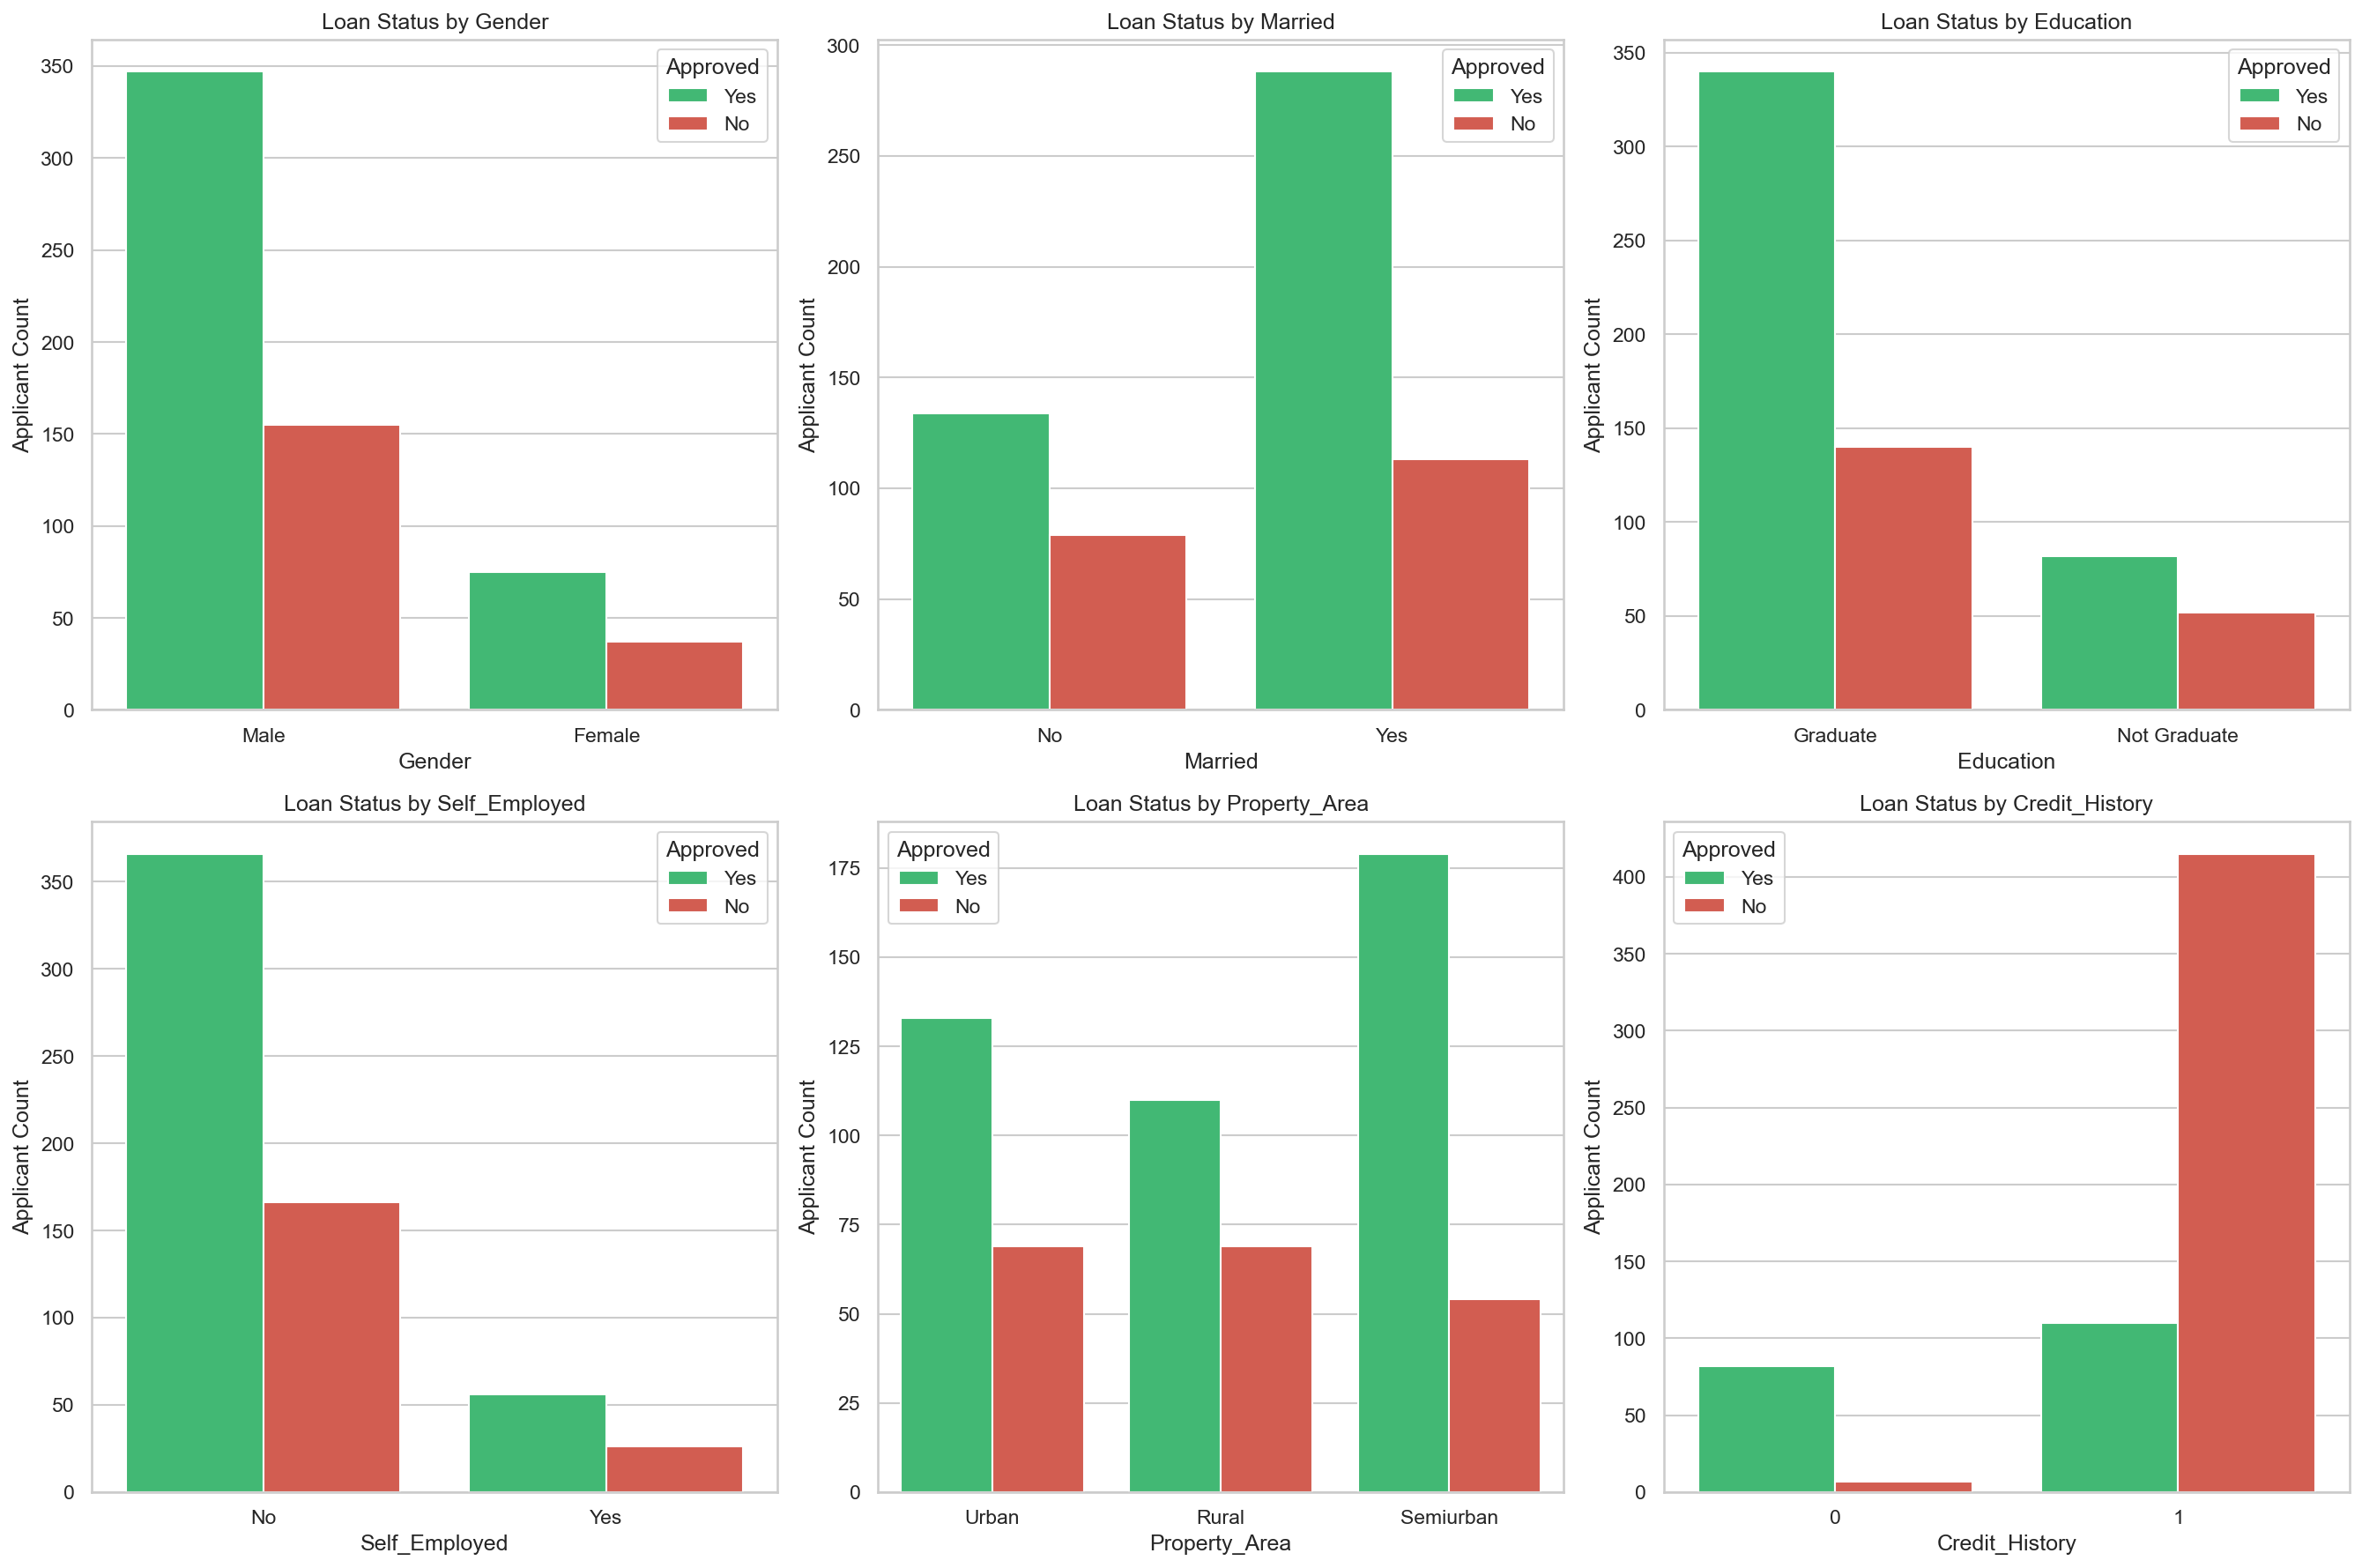 Loan Status by Gender
350
300
250
200
150
100
50
0
Applicant Count
Approved
Yes
No
Male
Female
Gender
Loan Status by Married
300
250
200
150
100
50
0
Applicant Count
Approved
Yes
No
No
Yes
Married
Loan Status by Education
350
300
250
200
150
100
50
0
Applicant Count
Approved
Yes
No
Graduate
Not Graduate
Education
Loan Status by Self_Employed
350
300
250
200
150
100
50
0
Applicant Count
Approved
Yes
No
No
Yes
Self_Employed
Loan Status by Property_Area
175
150
125
100
75
50
25
0
Applicant Count
Approved
Yes
No
Urban
Rural
Semiurban
Property_Area
Loan Status by Credit_History
400
350
300
250
200
150
100
50
0
Applicant Count
Approved
Yes
No
0
1
Credit_History